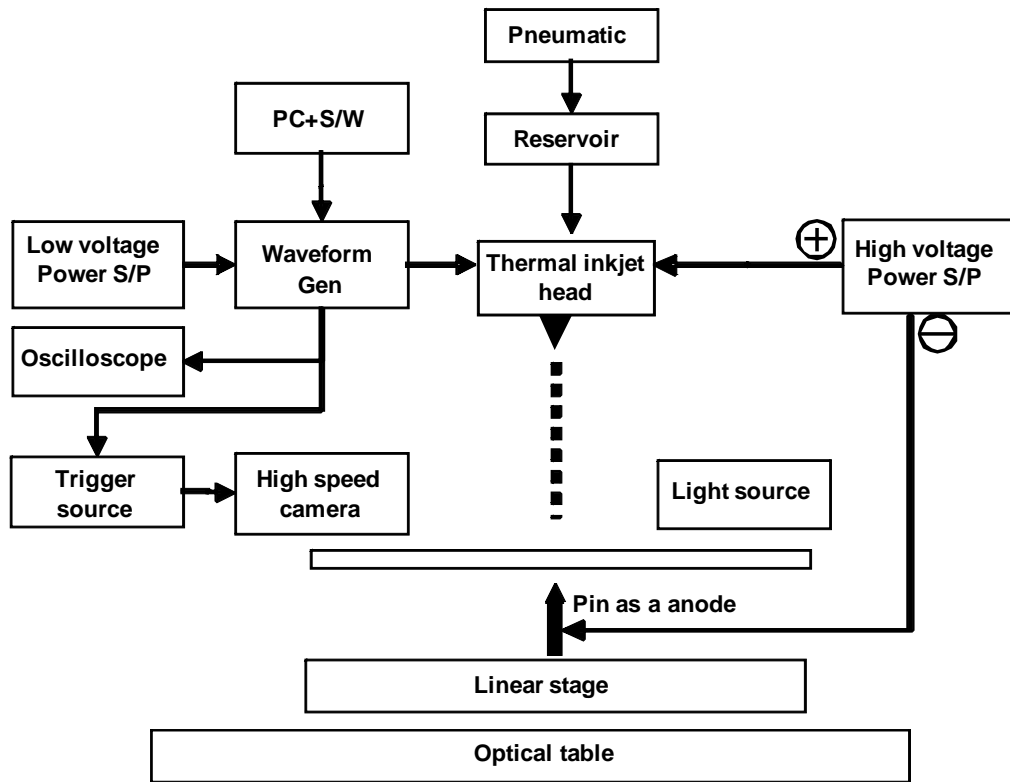 Pneumatic
PC+S/W
Reservoir
Low voltage
Power S/P
Waveform
Gen
Thermal inkjet
head
+
High voltage
Power S/P
−
Oscilloscope
Trigger
source
High speed
camera
Light source
Pin as a anode
Linear stage
Optical table